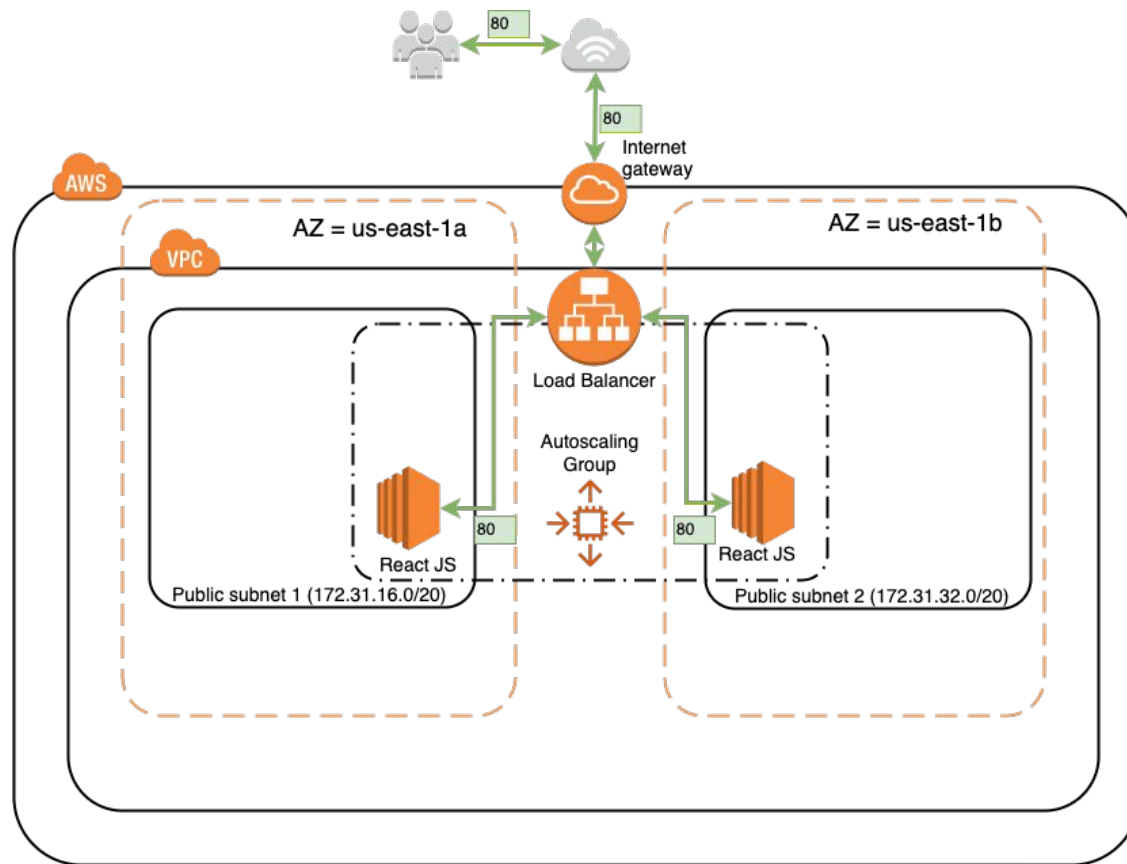 80
80
Internet
gateway
AWS
AZ = us-east-1a
AZ = us-east-1b
VPC
Load Balancer
Autoscaling
Group
80
80
React JS
React JS
Public subnet 1 (172.31.16.0/20)
Public subnet 2 (172.31.32.0/20)